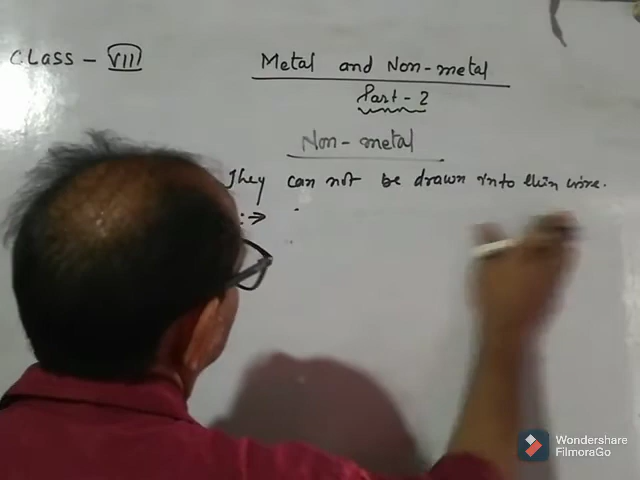 CLASS - VIII
Metal and Non-metal
Part-2
Non-metal
They can not be drawn into thin wire.
:→
Wondershare
FilmoraGo